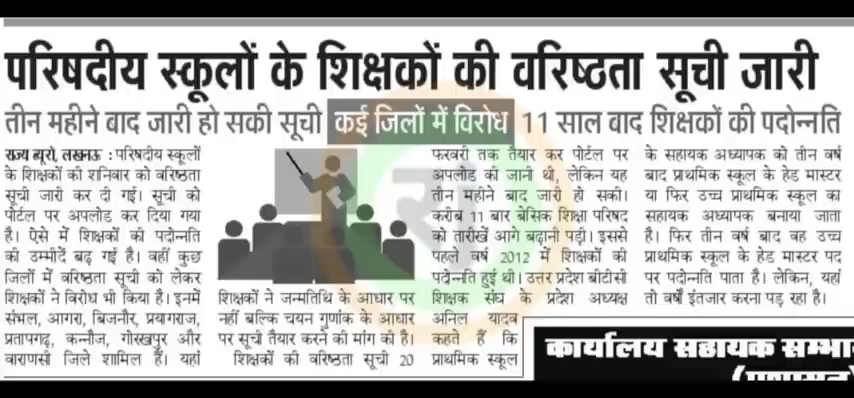 परिषदीय स्कूलों के शिक्षकों की वरिष्ठता सूची जारी
तीन महीने बाद जारी हो सकी सूची कई जिलों में विरोध 11 साल बाद शिक्षकों की पदोन्नति
राज्य ब्यूरो, लखनऊ : परिषदीय स्कूलों
के शिक्षकों की शनिवार को वरिष्ठता
सूची जारी कर दी गई। सूची को
पोर्टल पर अपलोड कर दिया गया
है। ऐसे में शिक्षकों की पदोन्नति
की उम्मीदें बढ़ गई है। वहीं कुछ
जिलों में वरिष्ठता सूची को लेकर
शिक्षकों ने विरोध भी किया है। इनमें
संभल, आगरा, बिजनौर, प्रयागराज,
प्रतापगढ़, कन्नौज, गोरखपुर और
वाराणसी जिले शामिल हैं। यहां
शिक्षकों ने जन्मतिथि के आधार पर
नहीं बल्कि चयन गुणांक के आधार
पर सूची तैयार करने की मांग की है।
शिक्षकों की वरिष्ठता सूची 20
फरवरी तक तैयार कर पोर्टल पर
अपलोड की जानी थी, लेकिन यह
तीन महीने बाद जारी हो सकी।
करीब 11 बार बेसिक शिक्षा परिषद
को तारीखें आगे बढ़ानी पड़ी। इससे
पहले वर्ष 2012 में शिक्षकों की
पदोन्नति हुई थी। उत्तर प्रदेश बीटीसी
शिक्षक संघ के प्रदेश अध्यक्ष
अनिल यादव
कहते हैं कि
प्राथमिक स्कूल
के सहायक अध्यापक को तीन वर्ष
बाद प्राथमिक स्कूल के हेड मास्टर
या फिर उच्च प्राथमिक स्कूल का
सहायक अध्यापक बनाया जाता
है। फिर तीन वर्ष बाद वह उच्च
प्राथमिक स्कूल के हेड मास्टर पद
पर पदोन्नति पाता है। लेकिन, यहां
तो वर्षों इंतजार करना पड़ रहा है।
कार्यालय सहायक